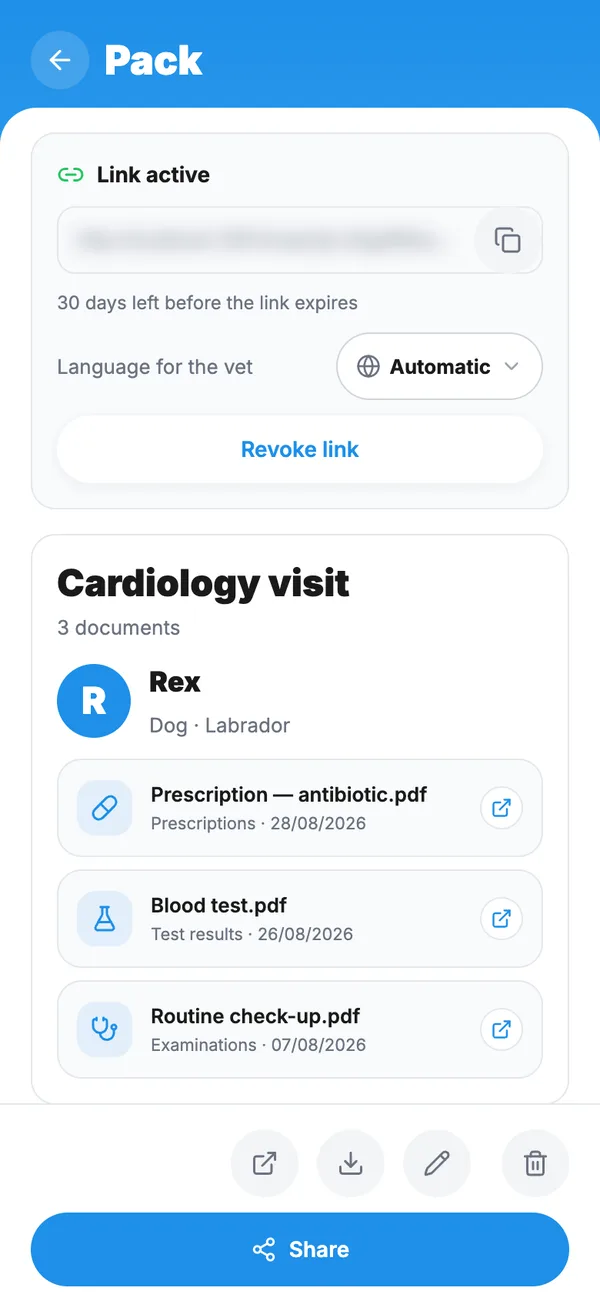 Pack
Link active
30 days left before the link expires
Language for the vet
Automatic
Revoke link
Cardiology visit
3 documents
R
Rex
Dog · Labrador
Prescription — antibiotic.pdf
Prescriptions · 28/08/2026
Blood test.pdf
Test results · 26/08/2026
Routine check-up.pdf
Examinations · 07/08/2026
Share